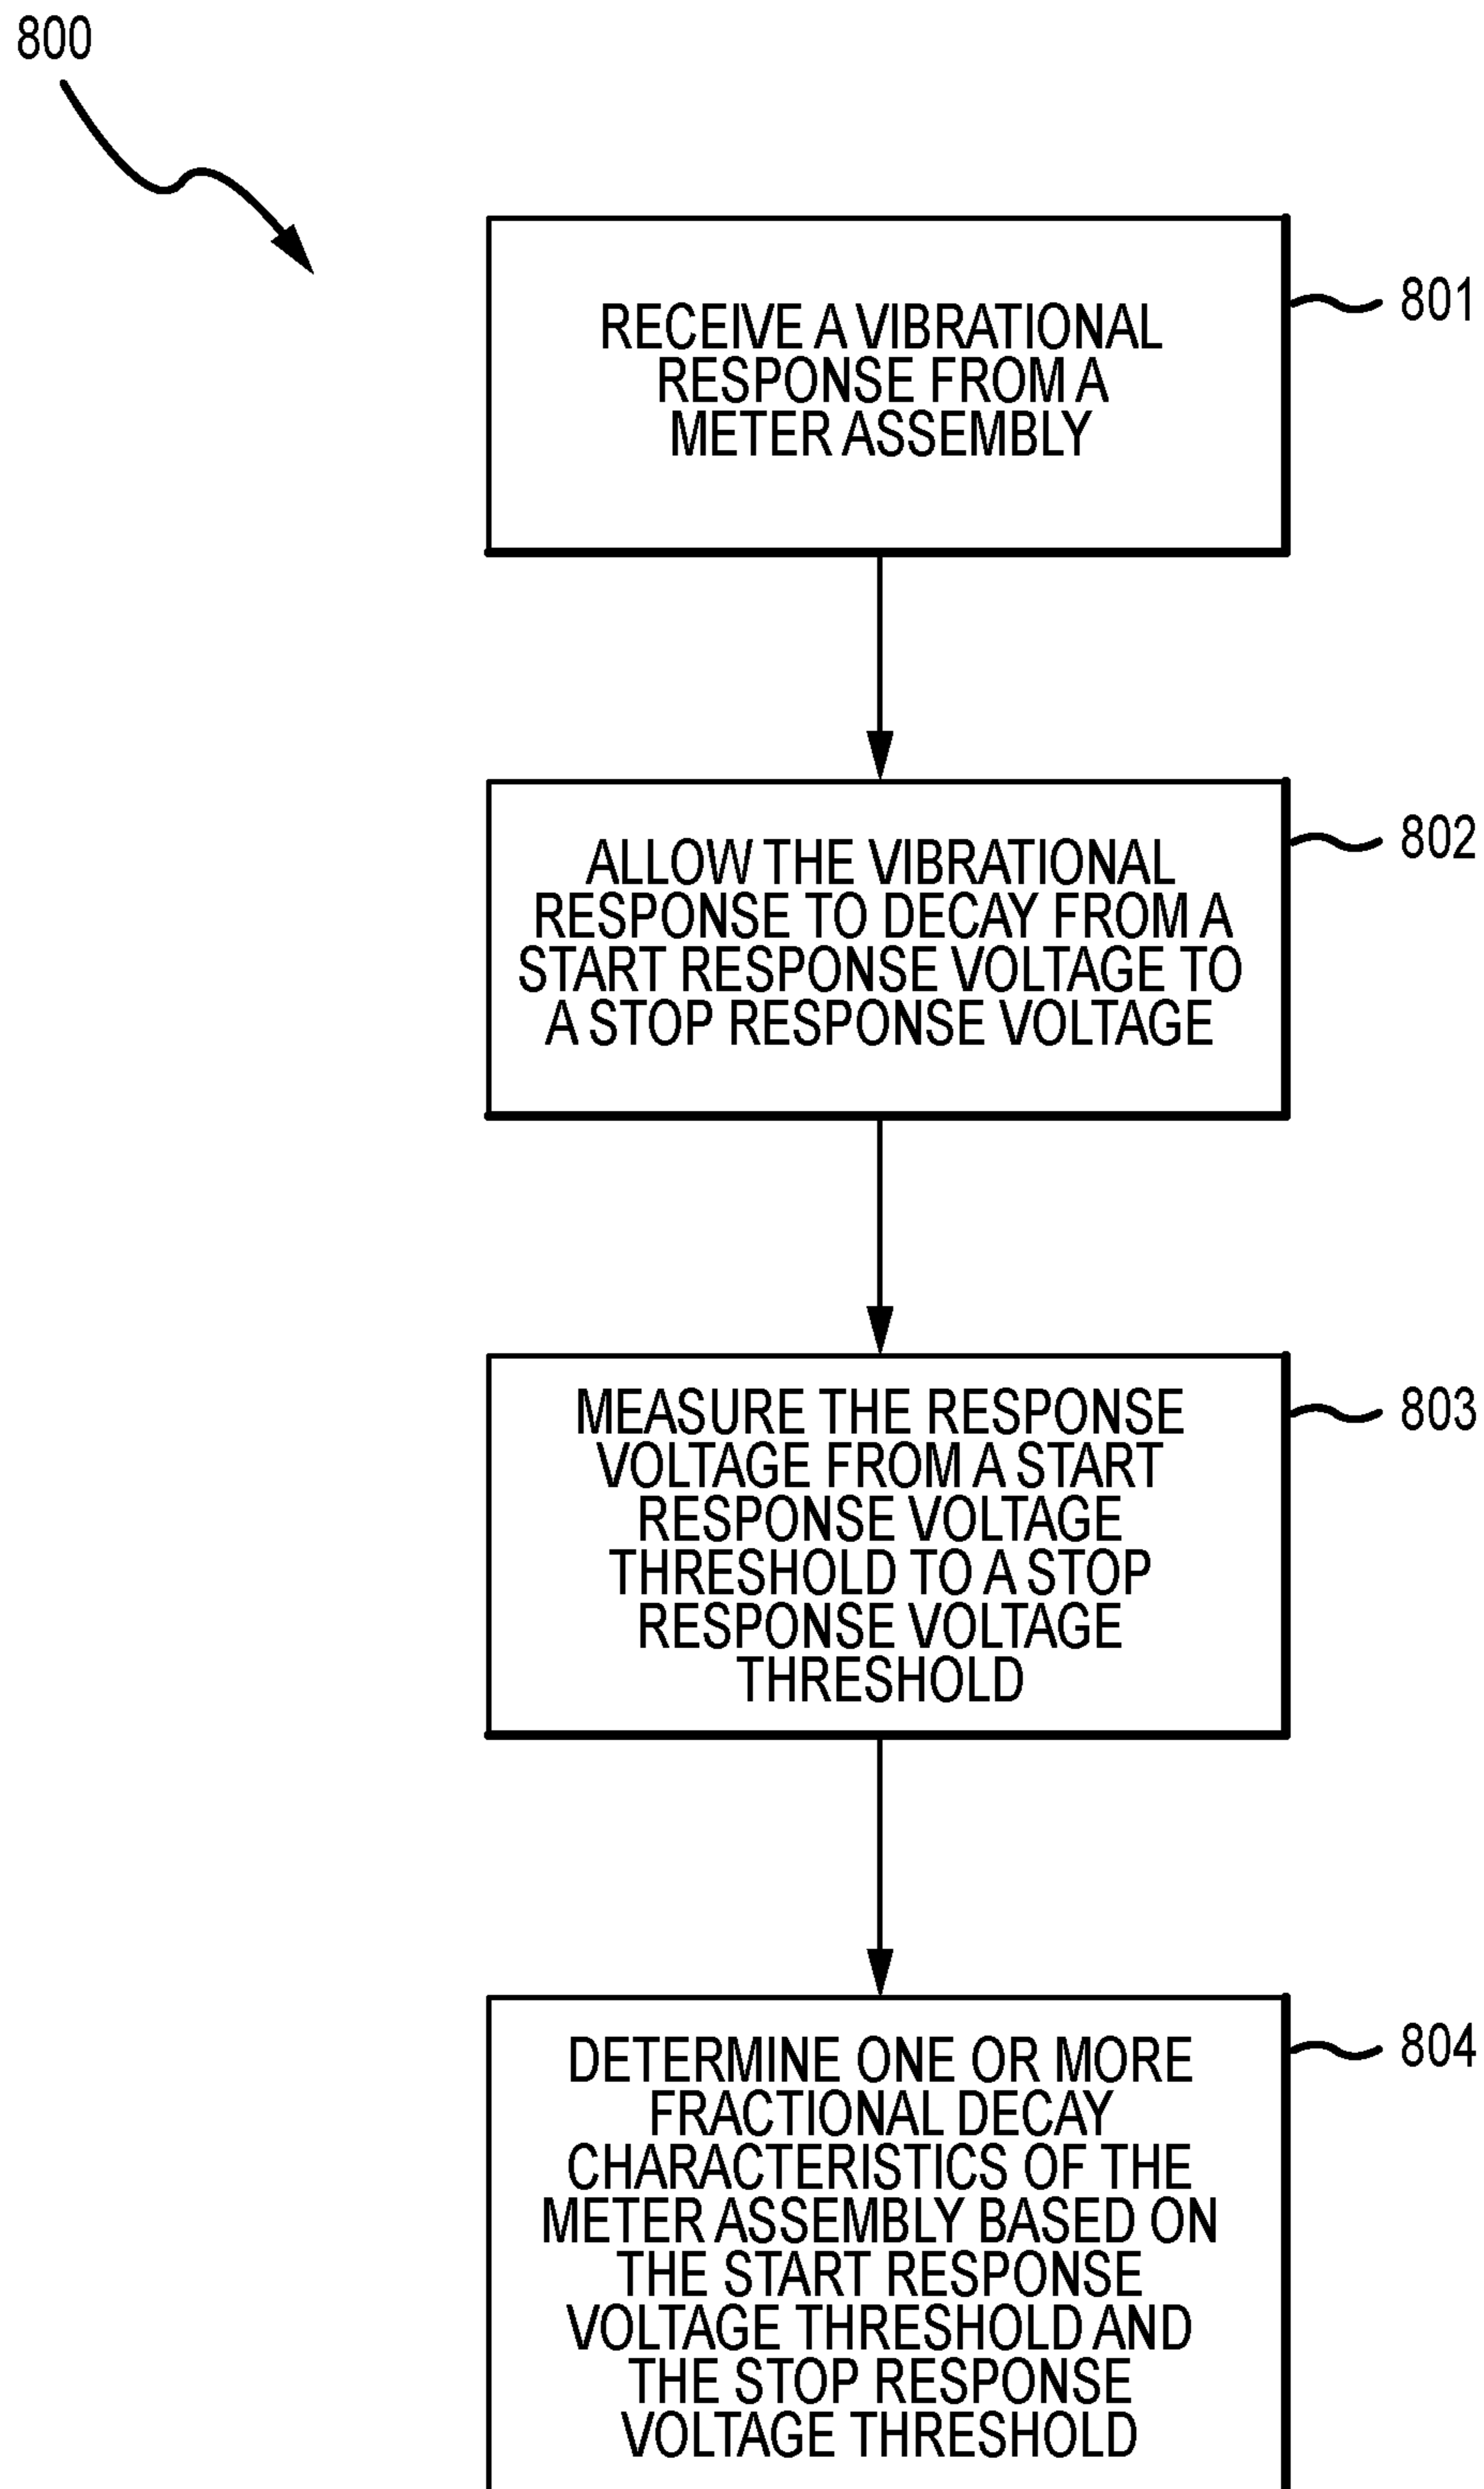 800
RECEIVE A VIBRATIONAL
RESPONSE FROM A
METER ASSEMBLY
801
ALLOW THE VIBRATIONAL
RESPONSE TO DECAY FROM A
START RESPONSE VOLTAGE TO
A STOP RESPONSE VOLTAGE
802
MEASURE THE RESPONSE
VOLTAGE FROM A START
RESPONSE VOLTAGE
THRESHOLD TO A STOP
RESPONSE VOLTAGE
THRESHOLD
803
DETERMINE ONE OR MORE
FRACTIONAL DECAY
CHARACTERISTICS OF THE
METER ASSEMBLY BASED ON
THE START RESPONSE
VOLTAGE THRESHOLD AND
THE STOP RESPONSE
VOLTAGE THRESHOLD
804